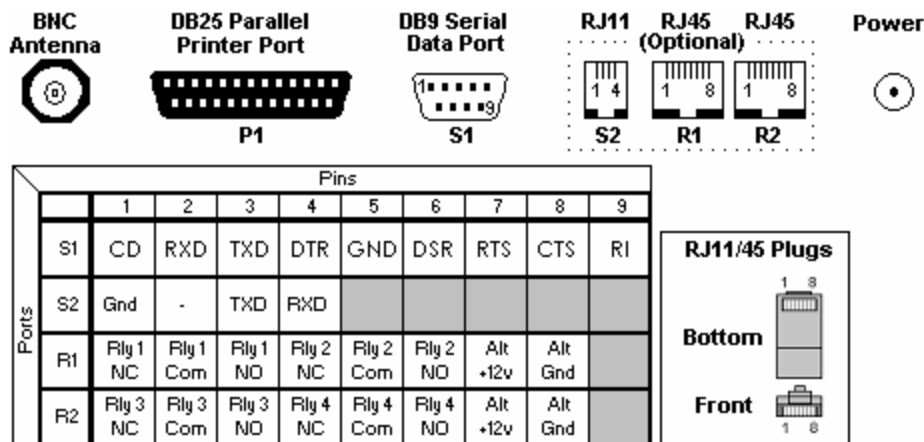 BNC Antenna
DB25 Parallel Printer Port
DB9 Serial Data Port
RJ11 RJ45 RJ45
(Optional)
Power
1 9
1 4
1 8
1 8
P1
S1
S2
R1
R2
Pins
Ports
1 2 3 4 5 6 7 8 9
S1 CD RXD TXD DTR GND DSR RTS CTS RI
S2 Gnd - TXD RXD
R1 Rly 1 NC Rly 1 Com Rly 1 NO Rly 2 NC Rly 2 Com Rly 2 NO Alt +12v Alt Gnd
R2 Rly 3 NC Rly 3 Com Rly 3 NO Rly 4 NC Rly 4 Com Rly 4 NO Alt +12v Alt Gnd
RJ11/45 Plugs
1 8
Bottom
Front
1 8